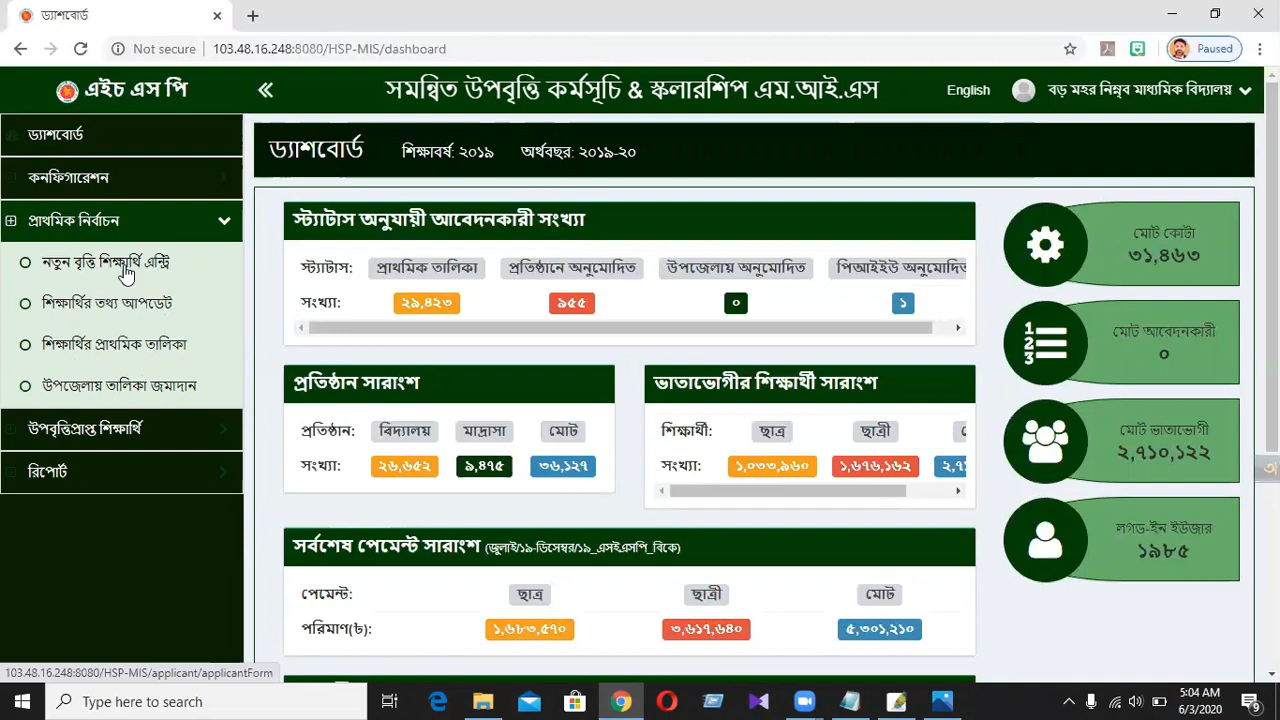 ড্যাশবোর্ড
Not secure 103.48.16.248:8080/HSP-MIS/dashboard
Paused
এইচ এস পি
সমন্বিত উপবৃত্তি কর্মসূচি & স্কলারশিপ এম.আই.এস
English
বড় মহর নিম্নব মাধ্যমিক বিদ্যালয়
ড্যাশবোর্ড
কনফিগারেশন
প্রাথমিক নির্বাচন
নতুন বৃত্তি শিক্ষার্থি এন্ট্রি
শিক্ষার্থির তথ্য আপডেট
শিক্ষার্থির প্রাথমিক তালিকা
উপজেলায় তালিকা জমাদান
উপবৃত্তিপ্রাপ্ত শিক্ষার্থি
রিপোর্ট
ড্যাশবোর্ড শিক্ষাবর্ষ: ২০১৯ অর্থবছর: ২০১৯-২০
স্ট্যাটাস অনুযায়ী আবেদনকারী সংখ্যা
স্ট্যাটাস: প্রাথমিক তালিকা প্রতিষ্ঠানে অনুমোদিত উপজেলায় অনুমোদিত পিআইইউ অনুমোদিত
সংখ্যা: ২৯,৪২৩ ৯৫৫ ০ ১
প্রতিষ্ঠান সারাংশ
প্রতিষ্ঠান: বিদ্যালয় মাদ্রাসা মোট
সংখ্যা: ২৬,৬৫২ ৯,৪৭৫ ৩৬,১২৭
ভাতাভোগীর শিক্ষার্থী সারাংশ
শিক্ষার্থী: ছাত্র ছাত্রী
সংখ্যা: ১,০৩৩,৯৬০ ১,৬৭৬,১৬২ ২,৭
সর্বশেষ পেমেন্ট সারাংশ (জুলাই/১৯-ডিসেম্বর/১৯_এসইএসপি_বিকে)
পেমেন্ট: ছাত্র ছাত্রী মোট
পরিমাণ(৳): ১,৬৮৩,৫৭০ ৩,৬১৭,৬৪০ ৫,৩০১,২১০
মোট কোটা
৩১,৪৬৩
মোট আবেদনকারী
০
মোট ভাতাভোগী
২,৭১০,১২২
লগড-ইন ইউজার
১৯৮৫
103.48.16.248:8080/HSP-MIS/applicant/applicantForm
Type here to search
5:04 AM
6/3/2020
9